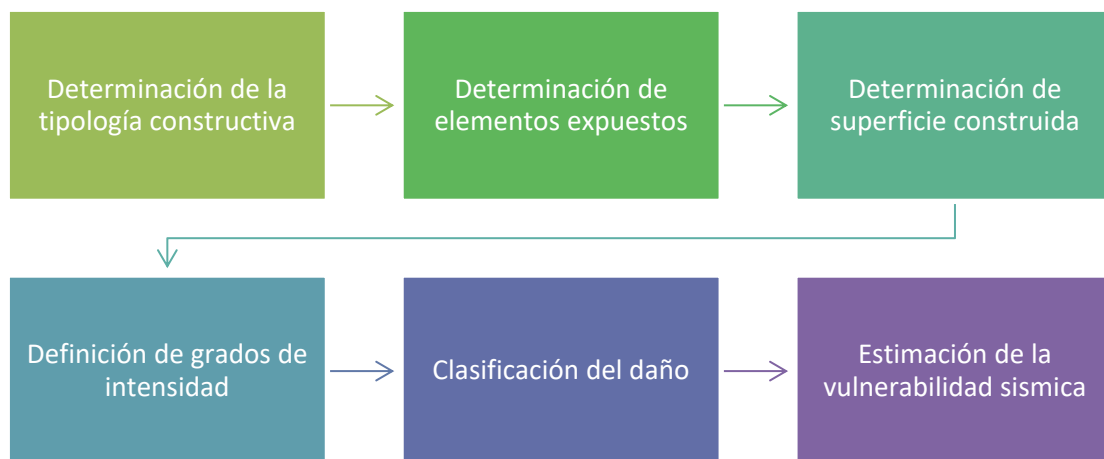 Determinación de la
tipología constructiva
Determinación de
elementos expuestos
Determinación de
superficie construida
Definición de grados de
intensidad
Clasificación del daño
Estimación de la
vulnerabilidad sismica